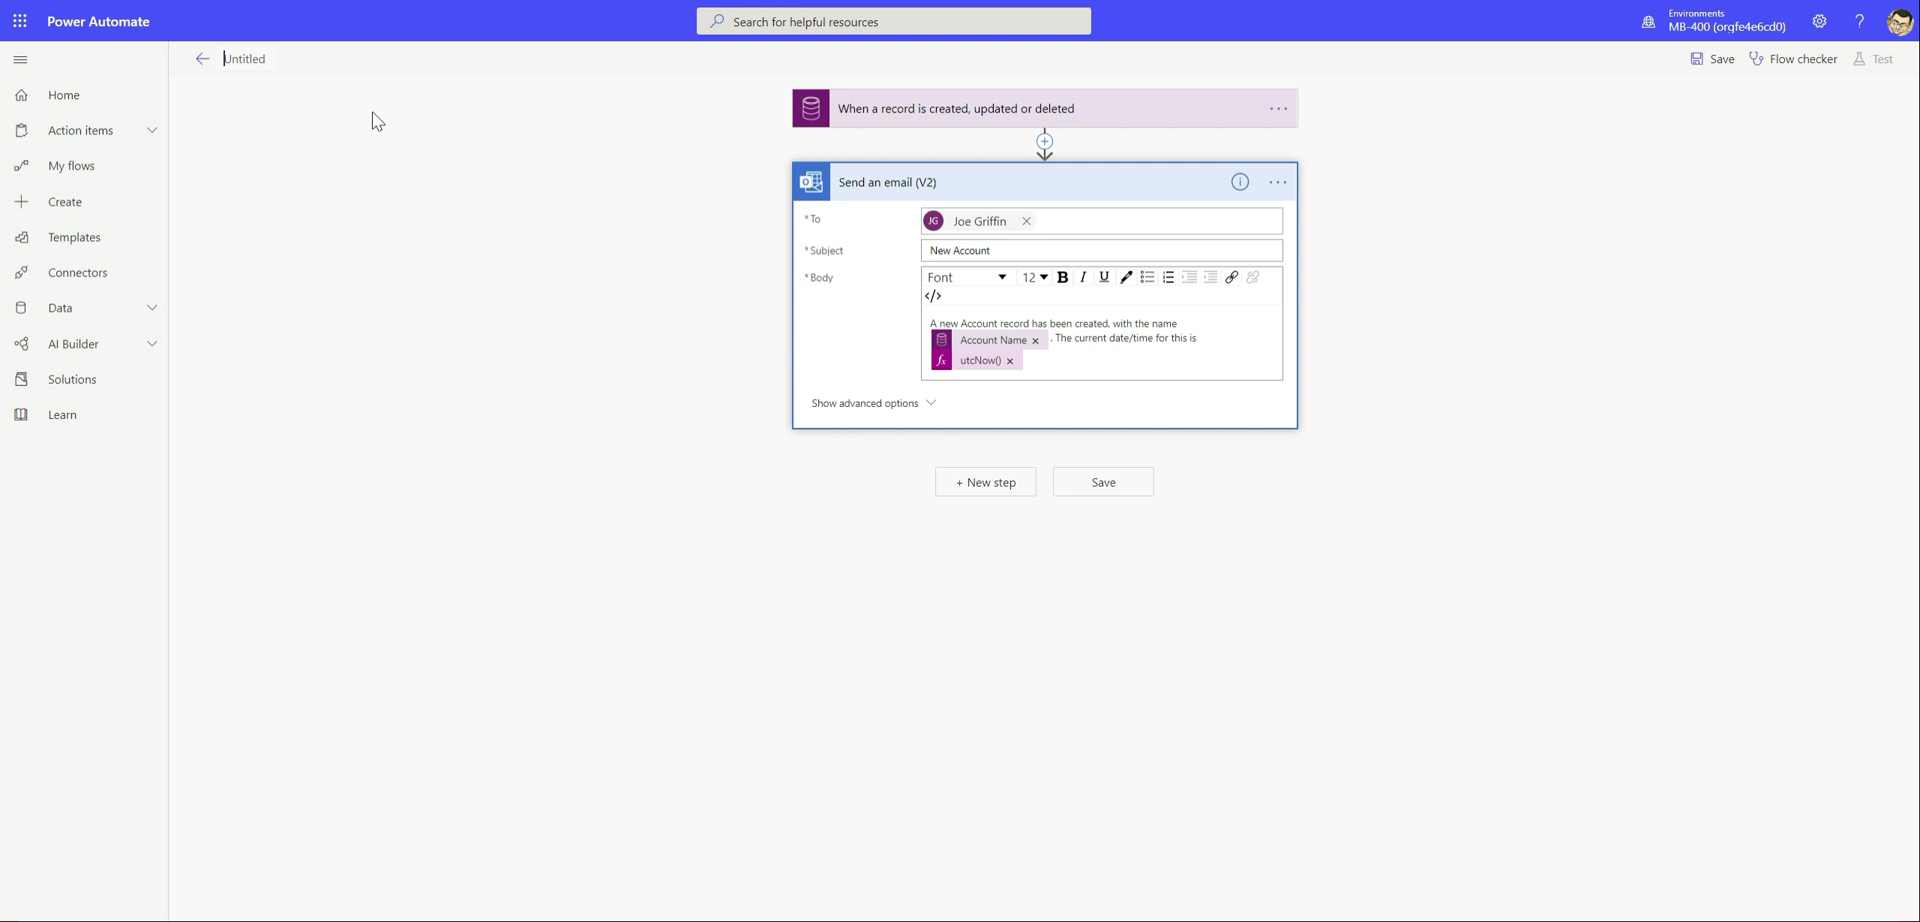 Power Automate
Search for helpful resources
Environments
MB-400 (orgfe4e6cd0)
?
Untitled
Save
Flow checker
Test
Home
Action items
My flows
Create
Templates
Connectors
Data
AI Builder
Solutions
Learn
When a record is created, updated or deleted
...
Send an email (V2)
...
* To
JG Joe Griffin
* Subject
New Account
* Body
Font 12 B I U
</>
A new Account record has been created, with the name
Account Name × . The current date/time for this is
fx utcNow() ×
Show advanced options
+ New step
Save